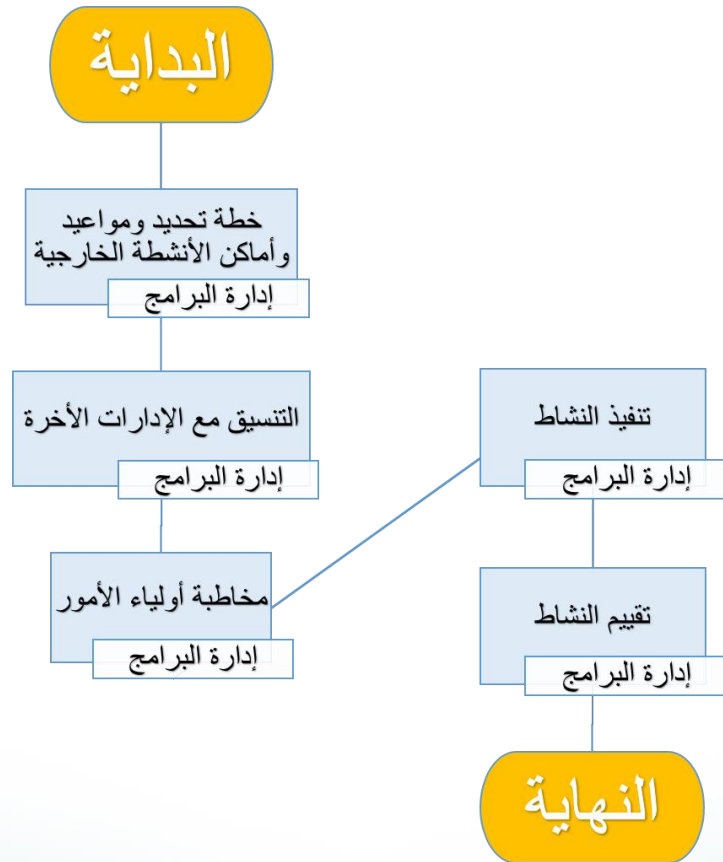 البداية
خطة تحديد ومواعيد
وأماكن الأنشطة الخارجية
إدارة البرامج
التنسيق مع الإدارات الأخرة
إدارة البرامج
مخاطبة أولياء الأمور
إدارة البرامج
تنفيذ النشاط
إدارة البرامج
تقييم النشاط
إدارة البرامج
النهاية